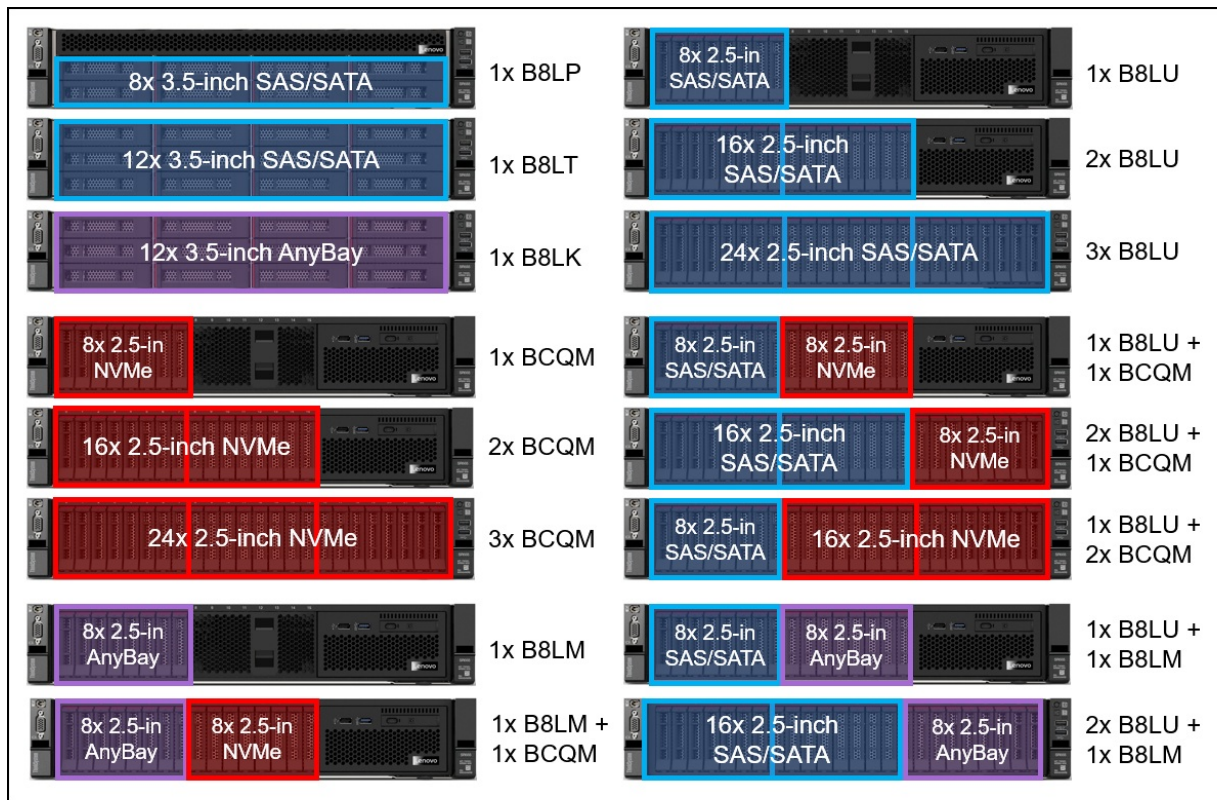 8x 3.5-inch SAS/SATA
1x B8LP
12x 3.5-inch SAS/SATA
1x B8LT
12x 3.5-inch AnyBay
1x B8LK
8x 2.5-in
SAS/SATA
1x B8LU
16x 2.5-inch
SAS/SATA
2x B8LU
24x 2.5-inch SAS/SATA
3x B8LU
8x 2.5-in
NVMe
1x BCQM
16x 2.5-inch NVMe
2x BCQM
24x 2.5-inch NVMe
3x BCQM
8x 2.5-in
SAS/SATA
8x 2.5-in
NVMe
1x B8LU +
1x BCQM
16x 2.5-inch
SAS/SATA
8x 2.5-in
NVMe
2x B8LU +
1x BCQM
8x 2.5-in
SAS/SATA
16x 2.5-inch NVMe
1x B8LU +
2x BCQM
8x 2.5-in
AnyBay
1x B8LM
8x 2.5-in
AnyBay
8x 2.5-in
NVMe
1x B8LM +
1x BCQM
8x 2.5-in
SAS/SATA
8x 2.5-in
AnyBay
1x B8LU +
1x B8LM
16x 2.5-inch
SAS/SATA
8x 2.5-in
AnyBay
2x B8LU +
1x B8LM